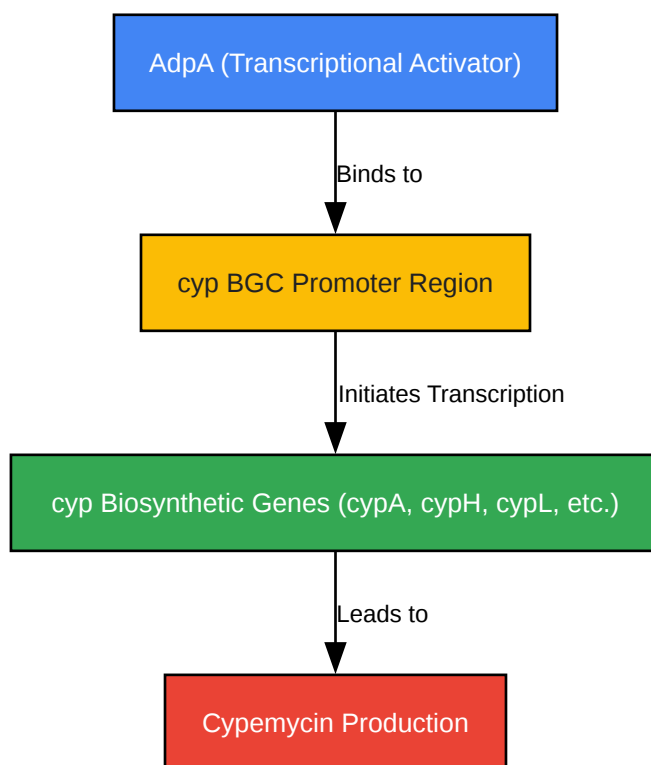 AdpA (Transcriptional Activator)
Binds to
cyp BGC Promoter Region
Initiates Transcription
cyp Biosynthetic Genes (cypA, cypH, cypL, etc.)
Leads to
Cypemycin Production